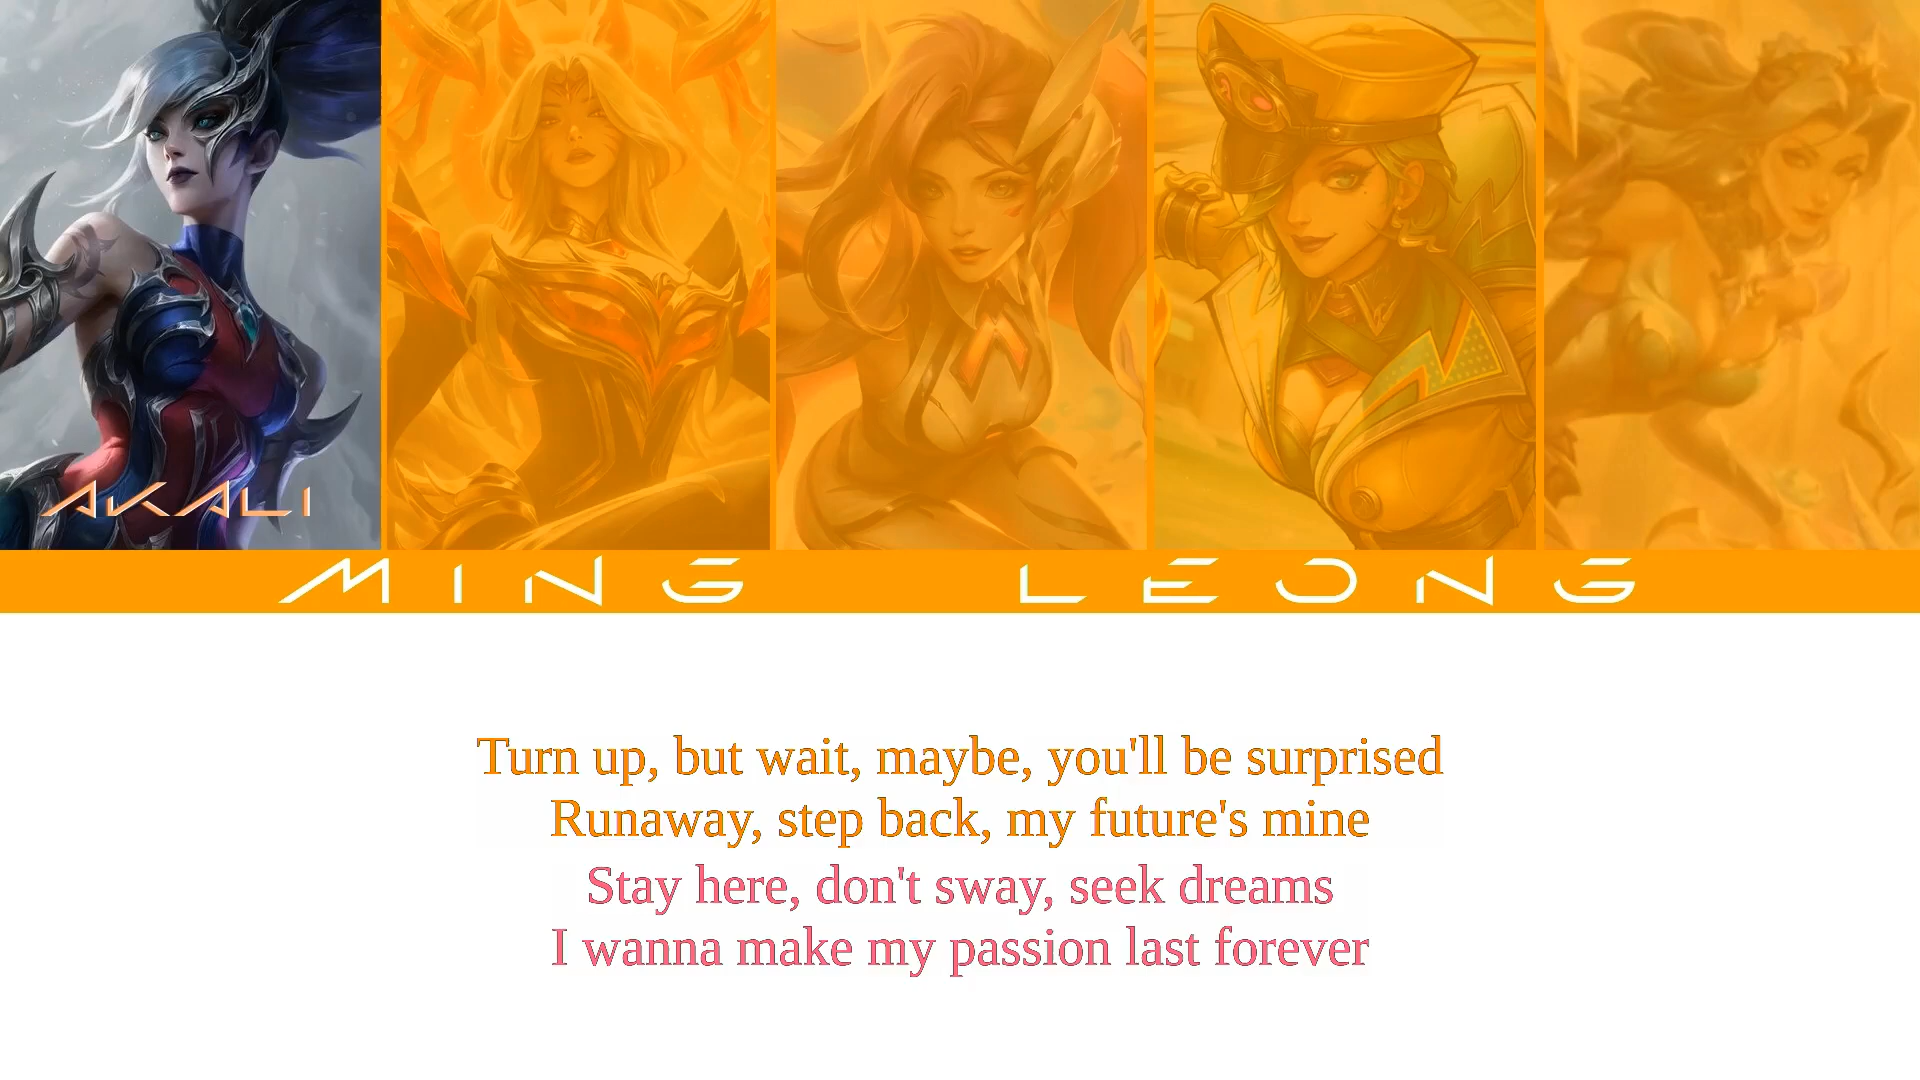 AKALI
MING LEONG
Turn up, but wait, maybe, you'll be surprised
Runaway, step back, my future's mine
Stay here, don't sway, seek dreams
I wanna make my passion last forever